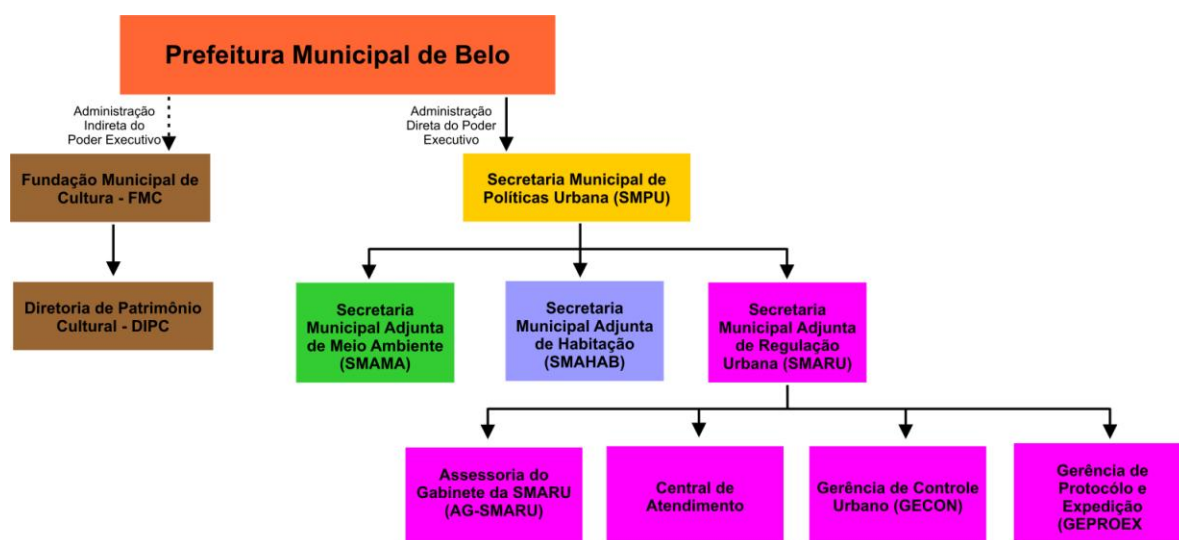 Prefeitura Municipal de Belo
Administração
Indireta do
Poder Executivo
Administração
Direta do Poder
Executivo
Fundação Municipal de
Cultura - FMC
Secretaria Municipal de
Políticas Urbana (SMPU)
Diretoria de Patrimônio
Cultural - DIPC
Secretaria
Municipal Adjunta
de Meio Ambiente
(SMAMA)
Secretaria
Municipal Adjunta
de Habitação
(SMAHAB)
Secretaria
Municipal Adjunta
de Regulação
Urbana (SMARU)
Assessoria do
Gabinete da SMARU
(AG-SMARU)
Central de
Atendimento
Gerência de Controle
Urbano (GECON)
Gerência de
Protocólo e
Expedição
(GEPROEX